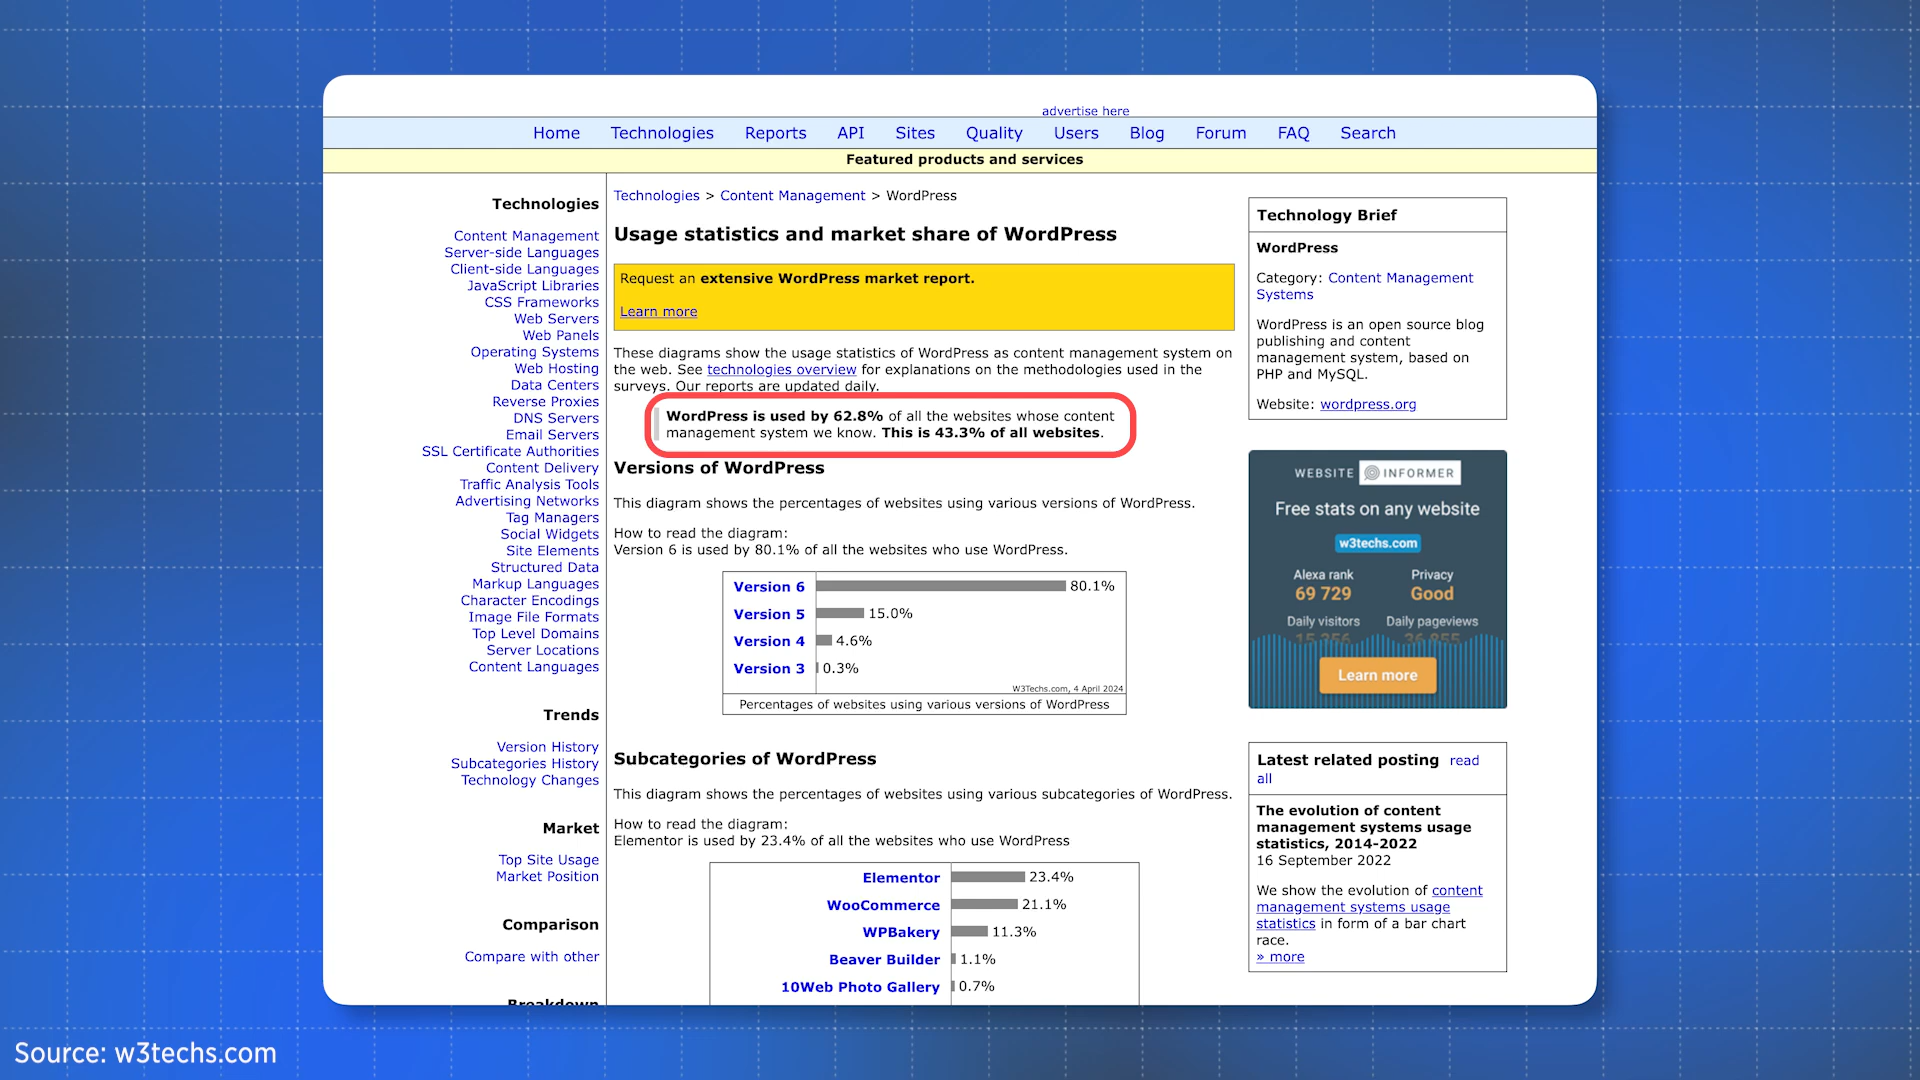 advertise here
Home Technologies Reports API Sites Quality Users Blog Forum FAQ Search
Featured products and services
Technologies
Content Management
Server-side Languages
Client-side Languages
JavaScript Libraries
CSS Frameworks
Web Servers
Web Panels
Operating Systems
Web Hosting
Data Centers
Reverse Proxies
DNS Servers
Email Servers
SSL Certificate Authorities
Content Delivery
Traffic Analysis Tools
Advertising Networks
Tag Managers
Social Widgets
Site Elements
Structured Data
Markup Languages
Character Encodings
Image File Formats
Top Level Domains
Server Locations
Content Languages
Trends
Version History
Subcategories History
Technology Changes
Market
Top Site Usage
Market Position
Comparison
Compare with other
Breakdown
Technologies > Content Management > WordPress
Usage statistics and market share of WordPress
Request an extensive WordPress market report.
Learn more
These diagrams show the usage statistics of WordPress as content management system on
the web. See technologies overview for explanations on the methodologies used in the
surveys. Our reports are updated daily.
WordPress is used by 62.8% of all the websites whose content
management system we know. This is 43.3% of all websites.
Versions of WordPress
This diagram shows the percentages of websites using various versions of WordPress.
How to read the diagram:
Version 6 is used by 80.1% of all the websites who use WordPress.
Version 6 80.1%
Version 5 15.0%
Version 4 4.6%
Version 3 0.3%
W3Techs.com, 4 April 2024
Percentages of websites using various versions of WordPress
Subcategories of WordPress
This diagram shows the percentages of websites using various subcategories of WordPress.
How to read the diagram:
Elementor is used by 23.4% of all the websites who use WordPress
Elementor 23.4%
WooCommerce 21.1%
WPBakery 11.3%
Beaver Builder 1.1%
10Web Photo Gallery 0.7%
Technology Brief
WordPress
Category: Content Management
Systems
WordPress is an open source blog
publishing and content
management system, based on
PHP and MySQL.
Website: wordpress.org
WEBSITE INFORMER
Free stats on any website
w3techs.com
Alexa rank Privacy
69 729 Good
Daily visitors Daily pageviews
15 356 36 855
Learn more
Latest related posting read
all
The evolution of content
management systems usage
statistics, 2014-2022
16 September 2022
We show the evolution of content
management systems usage
statistics in form of a bar chart
race.
» more
Source: w3techs.com